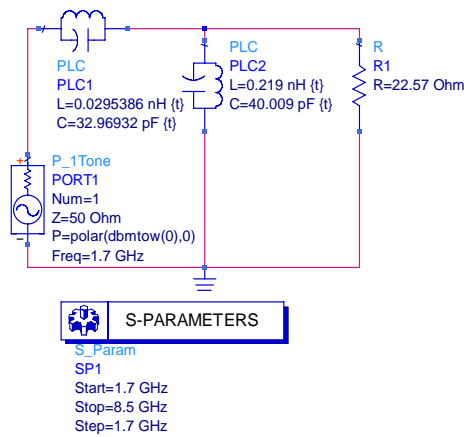 PLC
PLC1
L=0.0295386 nH {t}
C=32.96932 pF {t}
PLC
PLC2
L=0.219 nH {t}
C=40.009 pF {t}
R
R1
R=22.57 Ohm
+
P_1Tone
PORT1
Num=1
Z=50 Ohm
P=polar(dbmtow(0),0)
Freq=1.7 GHz
-
S-PARAMETERS
S_Param
SP1
Start=1.7 GHz
Stop=8.5 GHz
Step=1.7 GHz